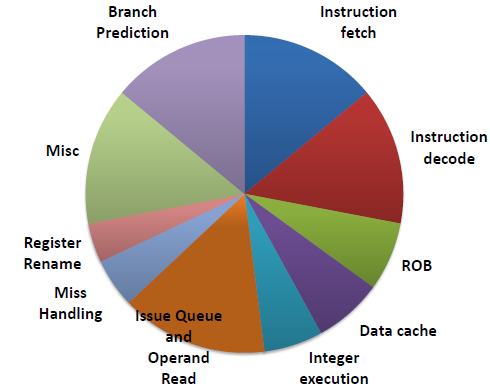 Branch
Prediction
Instruction
fetch
Instruction
decode
ROB
Data cache
Integer
execution
Issue Queue
and
Operand
Read
Miss
Handling
Register
Rename
Misc